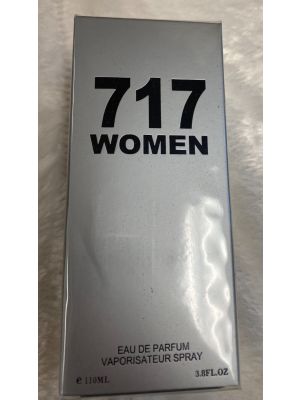 717
WOMEN
EAU DE PARFUM
VAPORISATEUR SPRAY
e 110ML 3.8FL.OZ